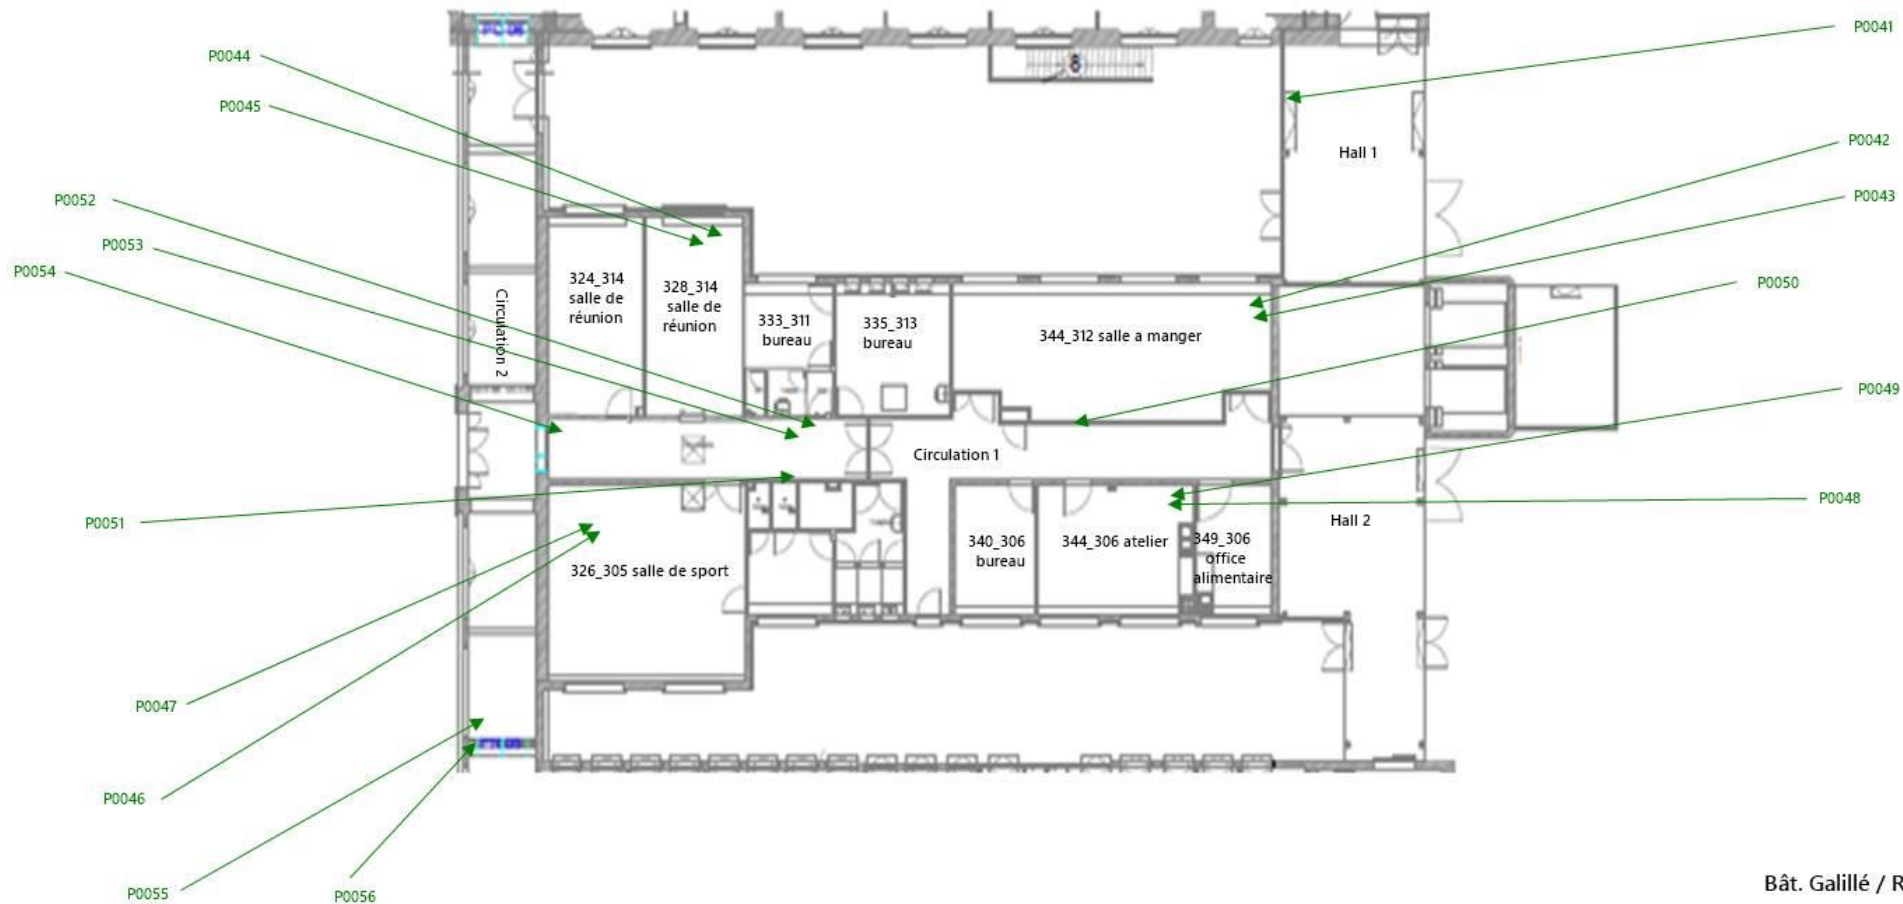 P0041
P0044
P0045
8
P0042
Hall 1
P0043
P0052
P0053
P0054
P0050
324_314
salle de
réunion
328_314
salle de
réunion
Circulation 2
333_311
bureau
335_313
bureau
344_312 salle a manger
P0049
Circulation 1
P0048
P0051
Hall 2
340_306
bureau
344_306 atelier
349_306
office
alimentaire
326_305 salle de sport
P0047
P0046
P0055
P0056
Bât. Galillé / R